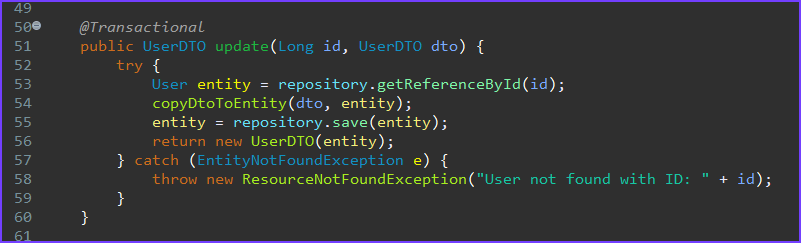 49
50 @Transactional
51 public UserDTO update(Long id, UserDTO dto) {
52 try {
53 User entity = repository.getReferenceById(id);
54 copyDtoToEntity(dto, entity);
55 entity = repository.save(entity);
56 return new UserDTO(entity);
57 } catch (EntityNotFoundException e) {
58 throw new ResourceNotFoundException("User not found with ID: " + id);
59 }
60 }
61